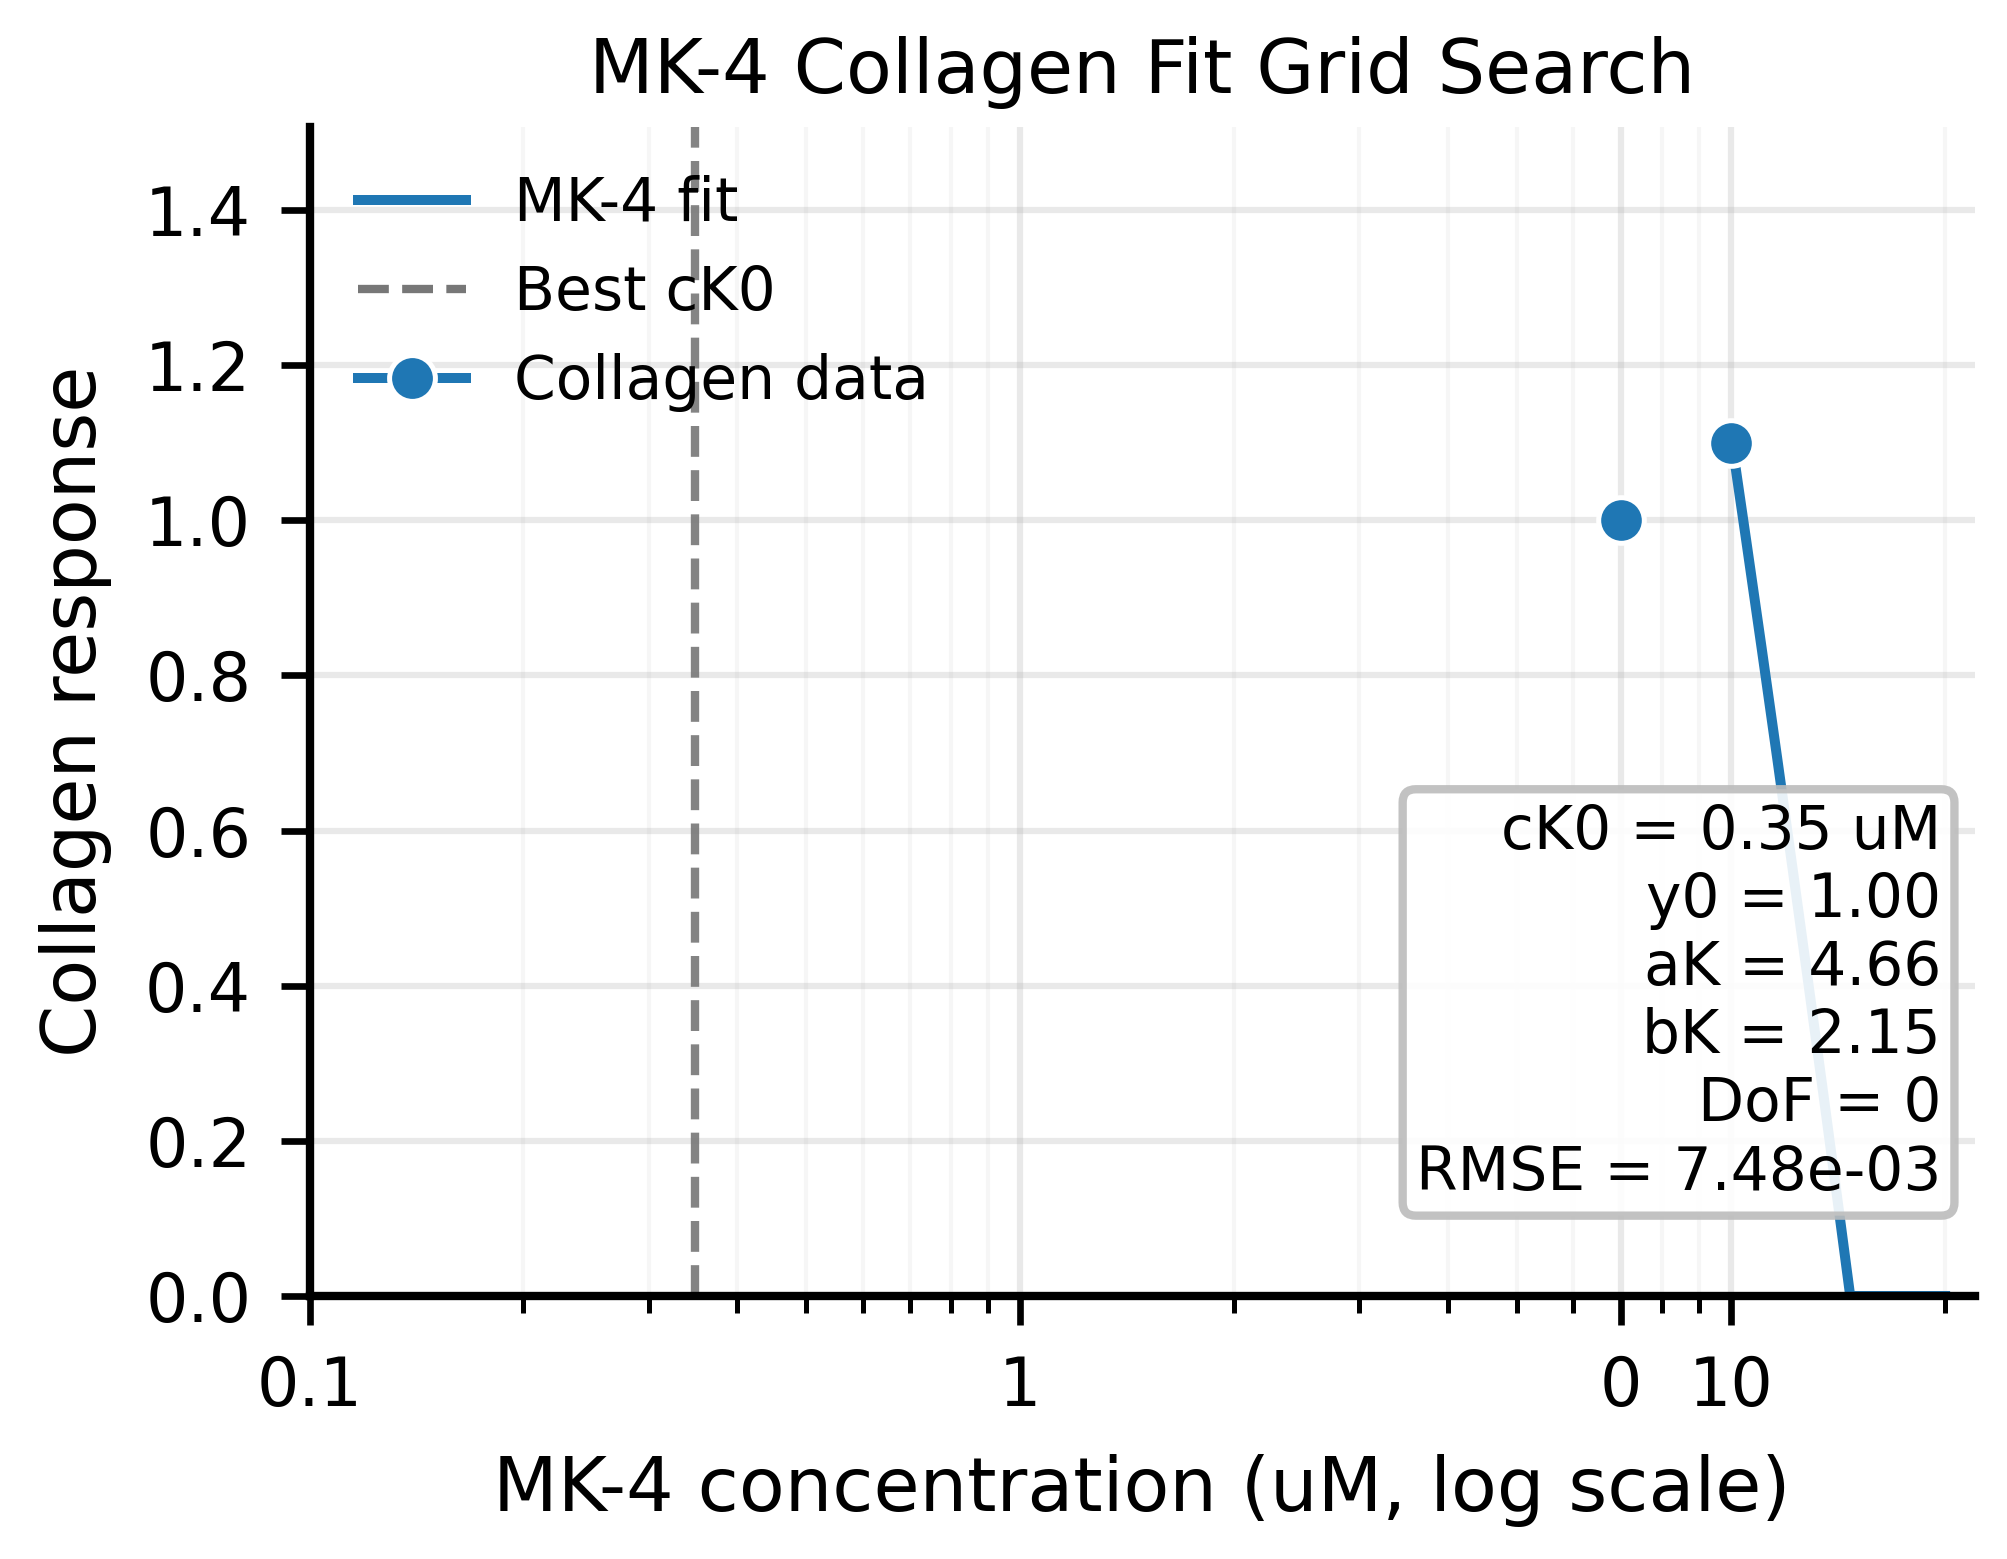 MK-4 Collagen Fit Grid Search
MK-4 fit
Best cK0
Collagen data
Collagen response
1.4
1.2
1.0
0.8
0.6
0.4
0.2
0.0
cK0 = 0.35 uM
y0 = 1.00
aK = 4.66
bK = 2.15
DoF = 0
RMSE = 7.48e-03
0.1 1 0 10
MK-4 concentration (uM, log scale)